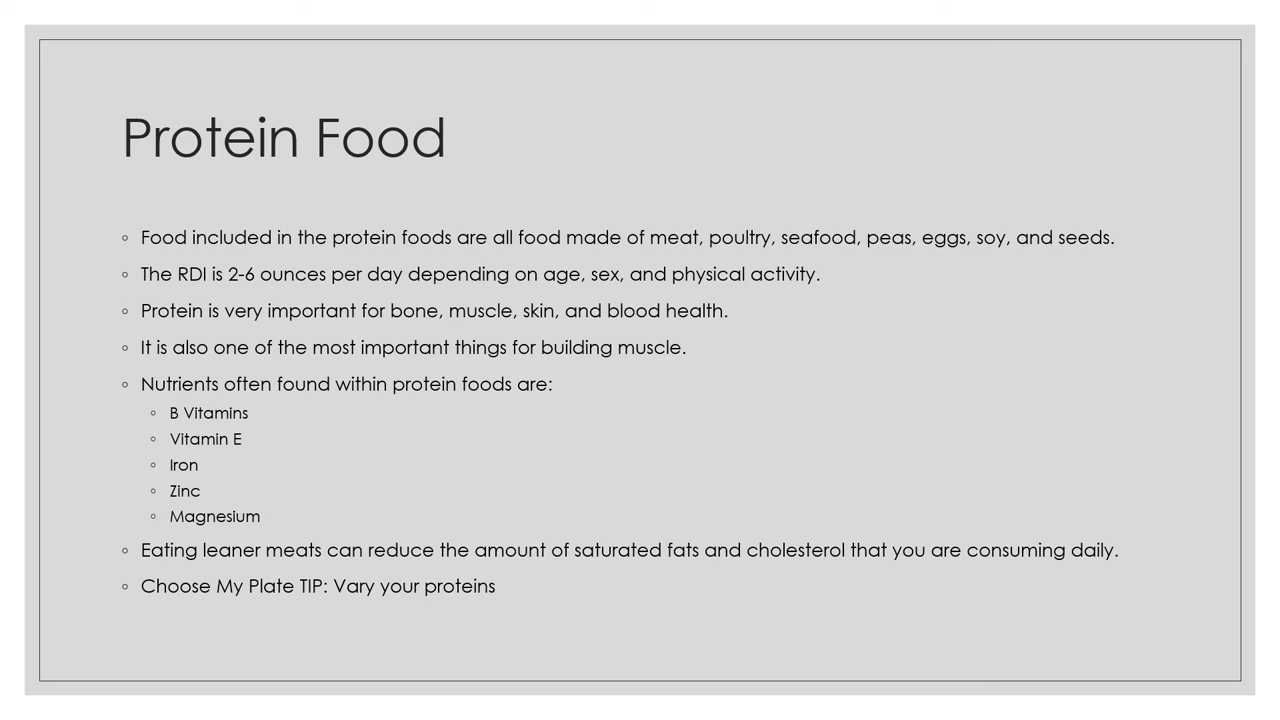 Protein Food
◦ Food included in the protein foods are all food made of meat, poultry, seafood, peas, eggs, soy, and seeds.
◦ The RDI is 2-6 ounces per day depending on age, sex, and physical activity.
◦ Protein is very important for bone, muscle, skin, and blood health.
◦ It is also one of the most important things for building muscle.
◦ Nutrients often found within protein foods are:
◦ B Vitamins
◦ Vitamin E
◦ Iron
◦ Zinc
◦ Magnesium
◦ Eating leaner meats can reduce the amount of saturated fats and cholesterol that you are consuming daily.
◦ Choose My Plate TIP: Vary your proteins